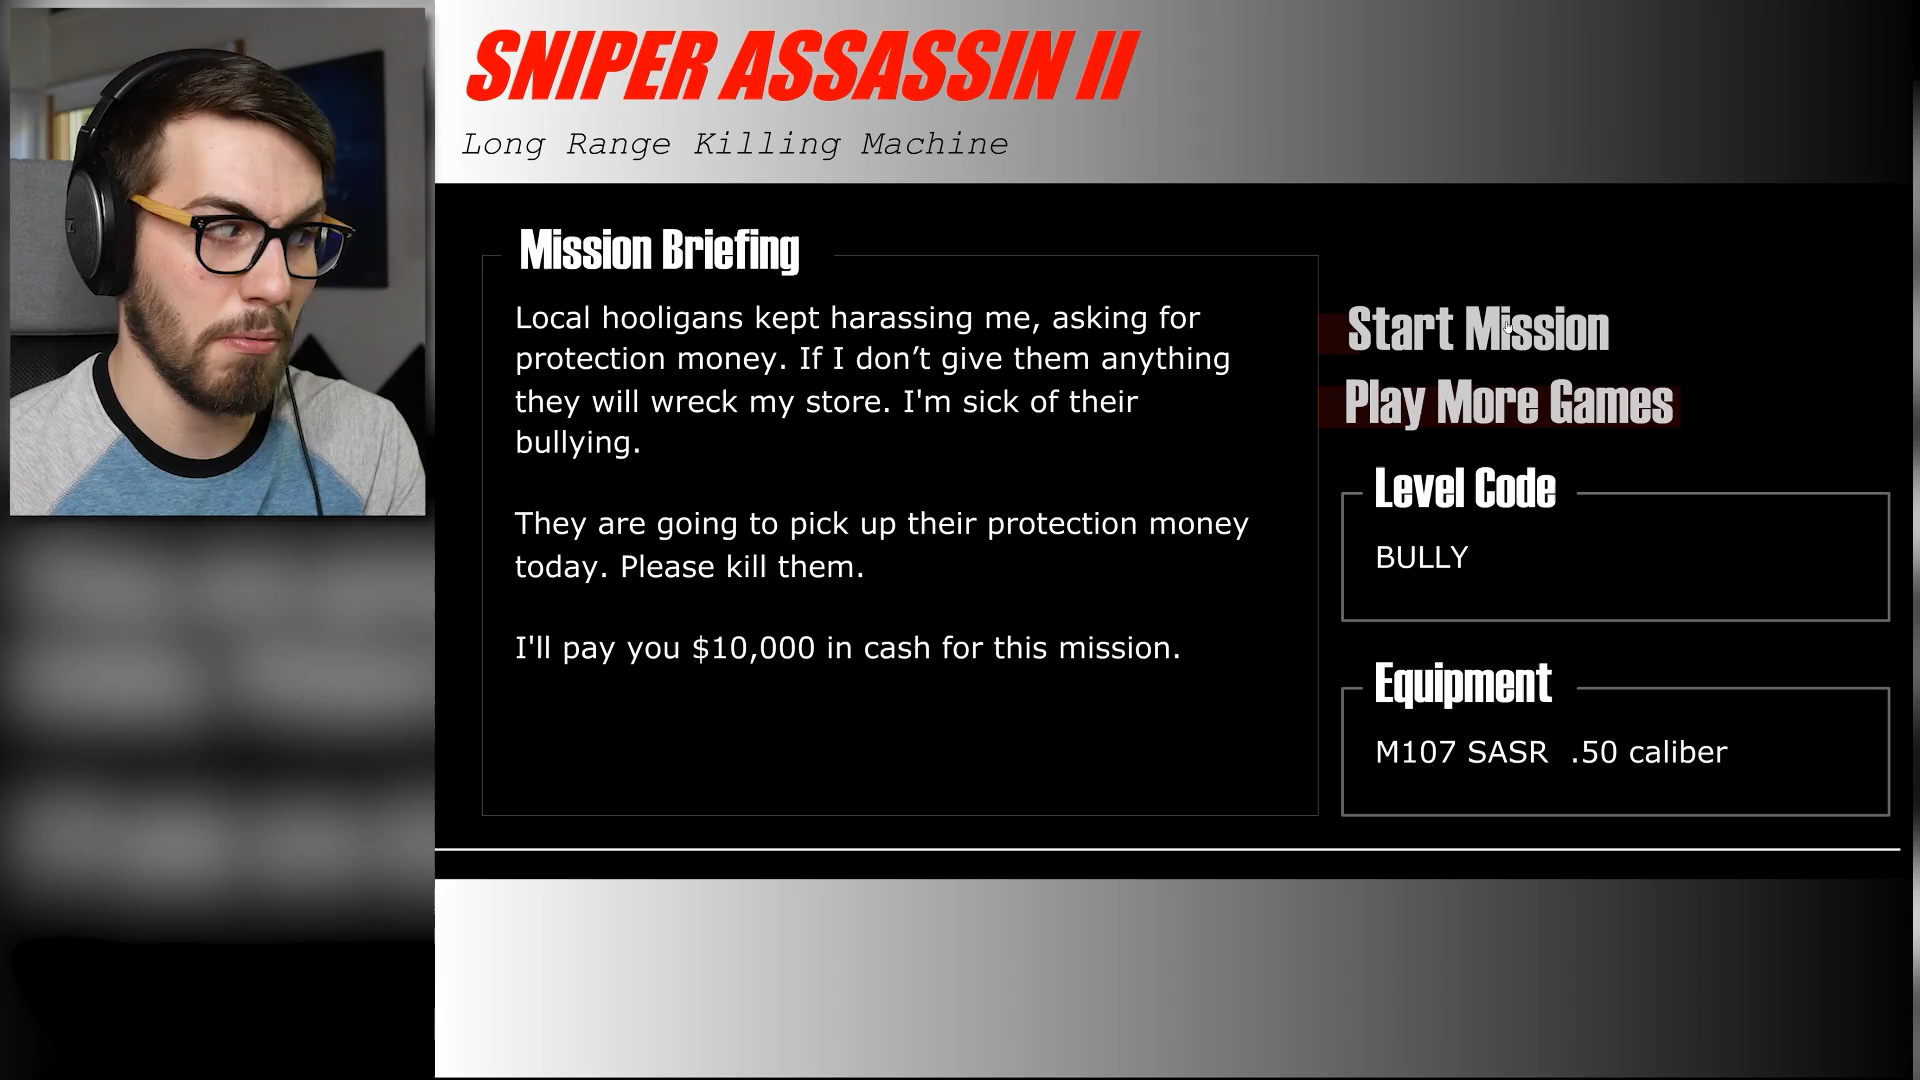 SNIPER ASSASSIN II
Long Range Killing Machine
Mission Briefing
Local hooligans kept harassing me, asking for
protection money. If I don’t give them anything
they will wreck my store. I'm sick of their
bullying.
They are going to pick up their protection money
today. Please kill them.
I'll pay you $10,000 in cash for this mission.
Start Mission
Play More Games
Level Code
BULLY
Equipment
M107 SASR .50 caliber